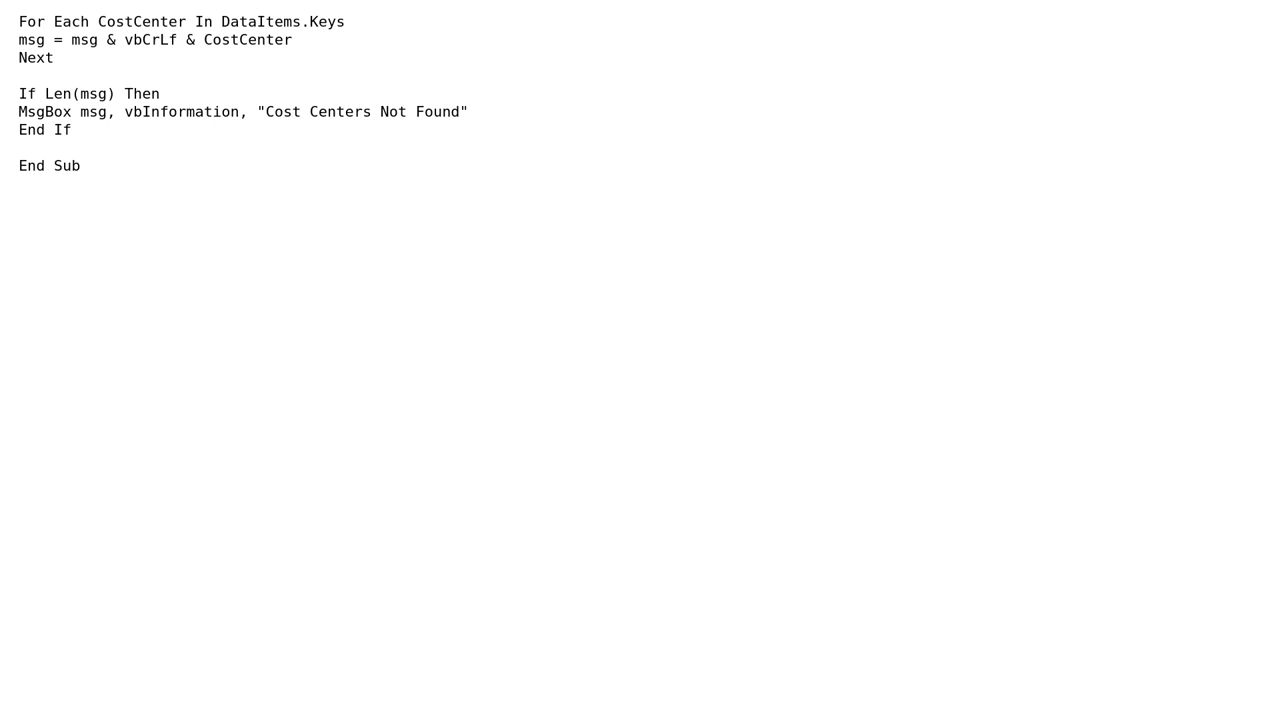 For Each CostCenter In DataItems.Keys
msg = msg & vbCrLf & CostCenter
Next

If Len(msg) Then
MsgBox msg, vbInformation, "Cost Centers Not Found"
End If

End Sub